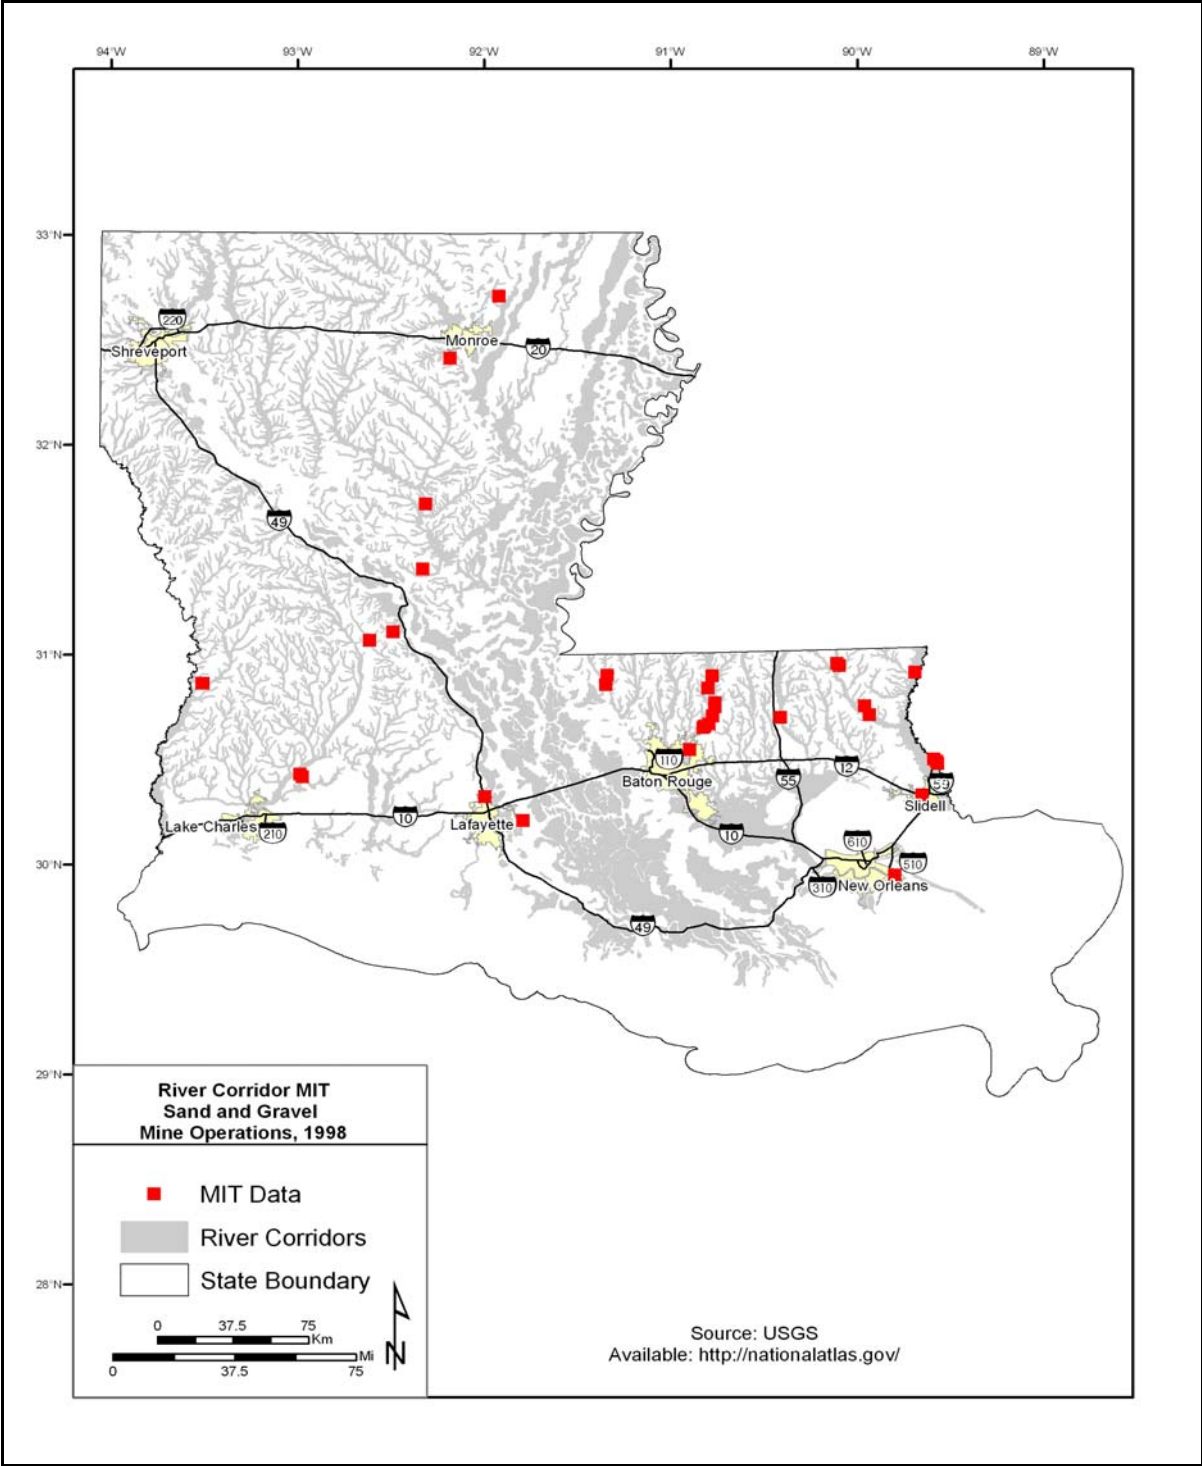 94°W 93°W 92°W 91°W 90°W 89°W
33°N
220
Shreveport
Monroe
20
32°N
49
31°N
110
Baton Rouge
12
55
59
Slidell
Lake Charles
210
10
Lafayette
10
610
510
30°N
310
New Orleans
49
29°N
River Corridor MIT
Sand and Gravel
Mine Operations, 1998
MIT Data
River Corridors
State Boundary
28°N
0 37.5 75
Km
Mi
0 37.5 75
N
Source: USGS
Available: http://nationalatlas.gov/